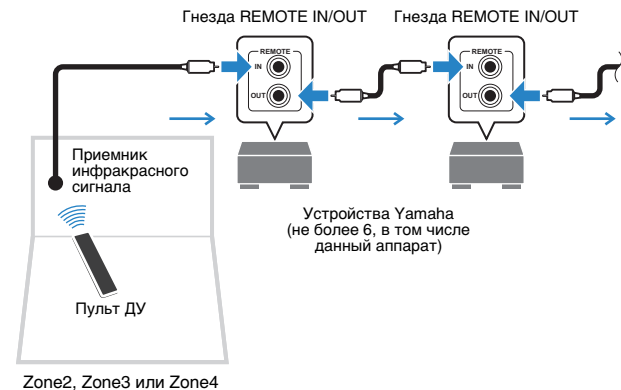 Гнезда REMOTE IN/OUT
Гнезда REMOTE IN/OUT
REMOTE
IN
OUT
REMOTE
IN
OUT
Приемник
инфракрасного
сигнала
Устройства Yamaha
(не более 6, в том числе
данный аппарат)
Пульт ДУ
Zone2, Zone3 или Zone4